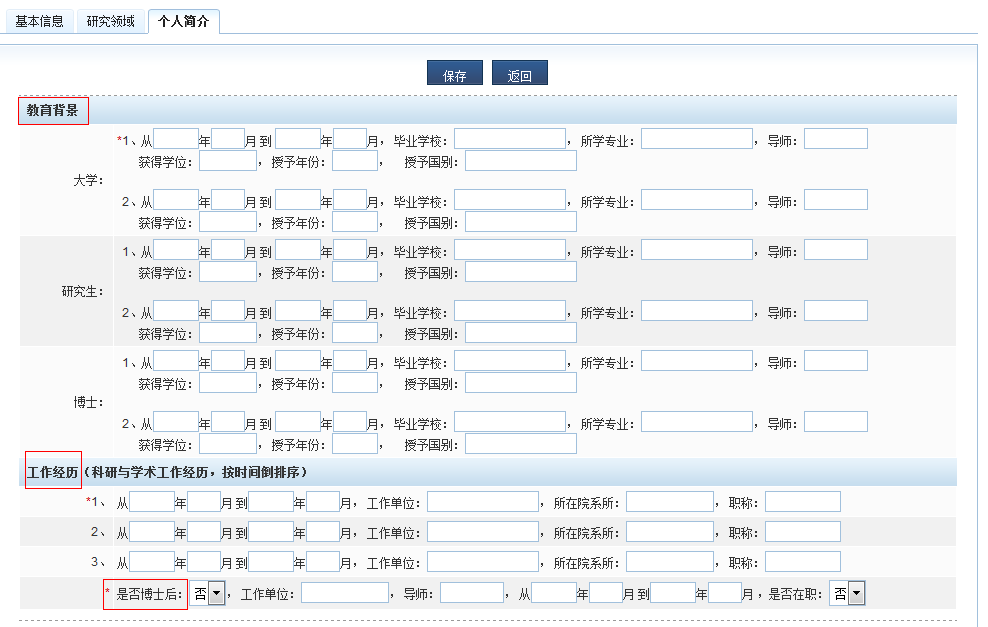 基本信息 研究领域 个人简介
保存 返回
教育背景
*1、从 年 月 到 年 月， 毕业学校： ， 所学专业： ， 导师：
获得学位： ，授予年份： ， 授予国别：
大学：
2、从 年 月 到 年 月， 毕业学校： ， 所学专业： ， 导师：
获得学位： ，授予年份： ， 授予国别：
1、从 年 月 到 年 月， 毕业学校： ， 所学专业： ， 导师：
获得学位： ，授予年份： ， 授予国别：
研究生：
2、从 年 月 到 年 月， 毕业学校： ， 所学专业： ， 导师：
获得学位： ，授予年份： ， 授予国别：
1、从 年 月 到 年 月， 毕业学校： ， 所学专业： ， 导师：
获得学位： ，授予年份： ， 授予国别：
博士：
2、从 年 月 到 年 月， 毕业学校： ， 所学专业： ， 导师：
获得学位： ，授予年份： ， 授予国别：
工作经历（科研与学术工作经历，按时间倒排序）
*1、 从 年 月 到 年 月，工作单位： ，所在院系所： ，职称：
2、 从 年 月 到 年 月，工作单位： ，所在院系所： ，职称：
3、 从 年 月 到 年 月，工作单位： ，所在院系所： ，职称：
* 是否博士后： 否 ，工作单位： ，导师： ，从 年 月 到 年 月，是否在职： 否